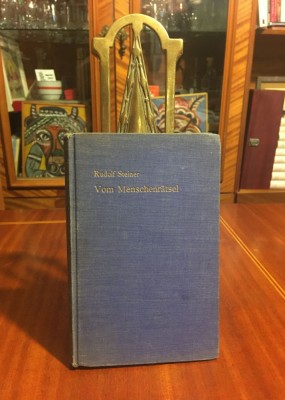 Rudolf Steiner
Vom Menschenrätsel